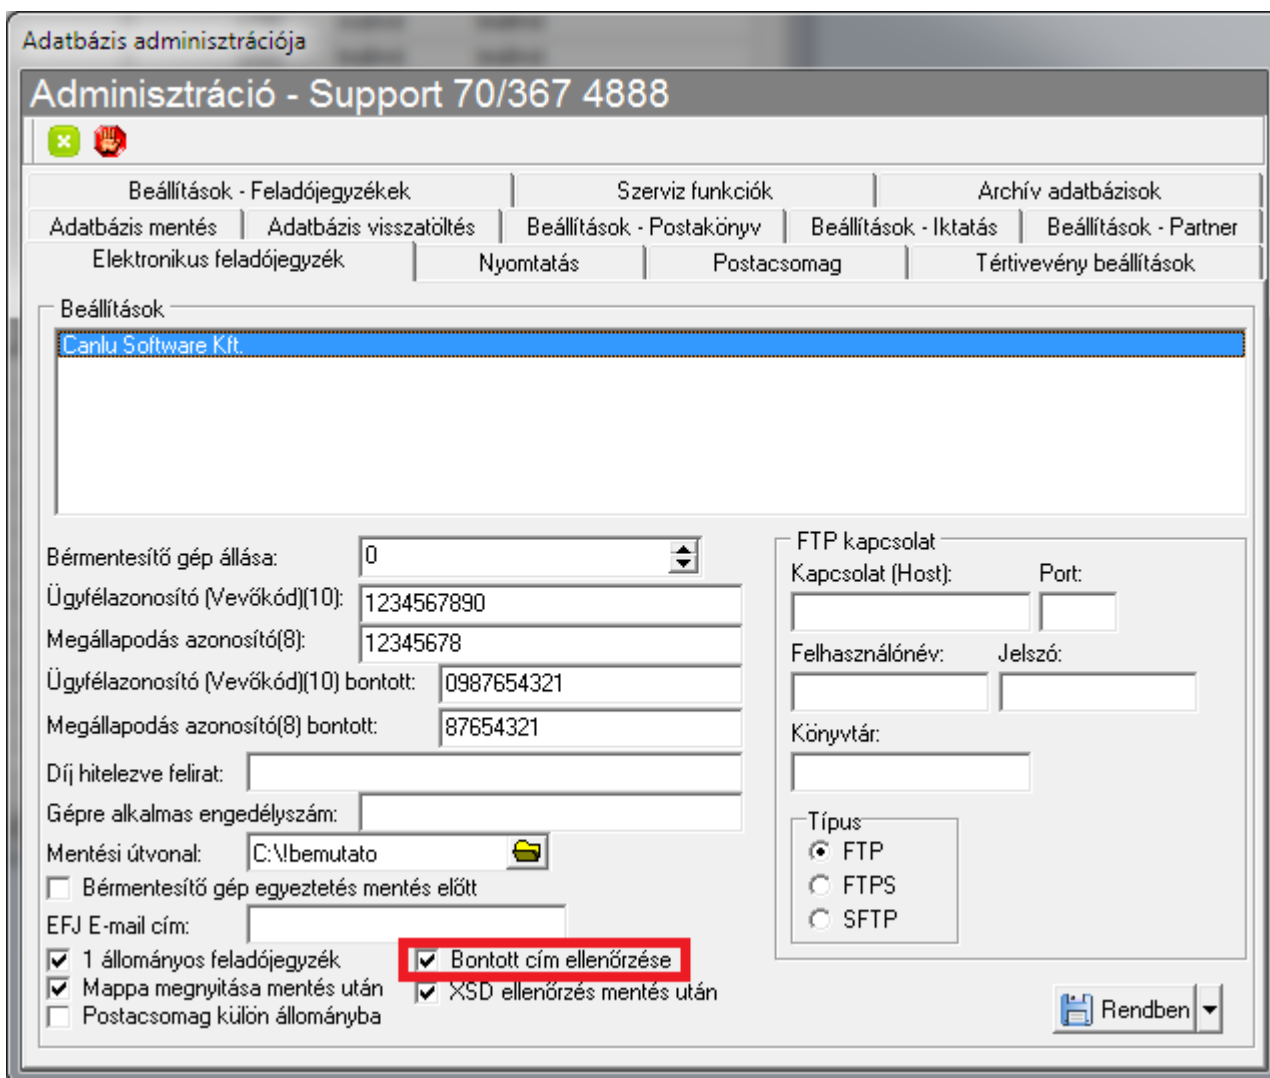 Adatbázis adminisztrációja
Adminisztráció - Support 70/367 4888
Beállítások - Feladójegyzékek
Szerviz funkciók
Archív adatbázisok
Adatbázis mentés
Adatbázis visszatöltés
Beállítások - Postakönyv
Beállítások - Iktatás
Beállítások - Partner
Elektronikus feladójegyzék
Nyomtatás
Postacsomag
Tértivevény beállítások
Beállítások
Canlu Software Kft.
Bérmentesítő gép állása:
0
Ügyfélazonosító (Vevőkód)(10):
1234567890
Megállapodás azonosító(8):
12345678
Ügyfélazonosító (Vevőkód)(10) bontott:
0987654321
Megállapodás azonosító(8) bontott:
87654321
Díj hitelezve felirat:
Gépre alkalmas engedélyszám:
Mentési útvonal:
C:\!bemutato
Bérmentesítő gép egyeztetés mentés előtt
EFJ E-mail cím:
1 állományos feladójegyzék
Bontott cím ellenőrzése
Mappa megnyitása mentés után
XSD ellenőrzés mentés után
Postacsomag külön állományba
FTP kapcsolat
Kapcsolat (Host):
Port:
Felhasználónév:
Jelszó:
Könyvtár:
Típus
FTP
FTPS
SFTP
Rendben